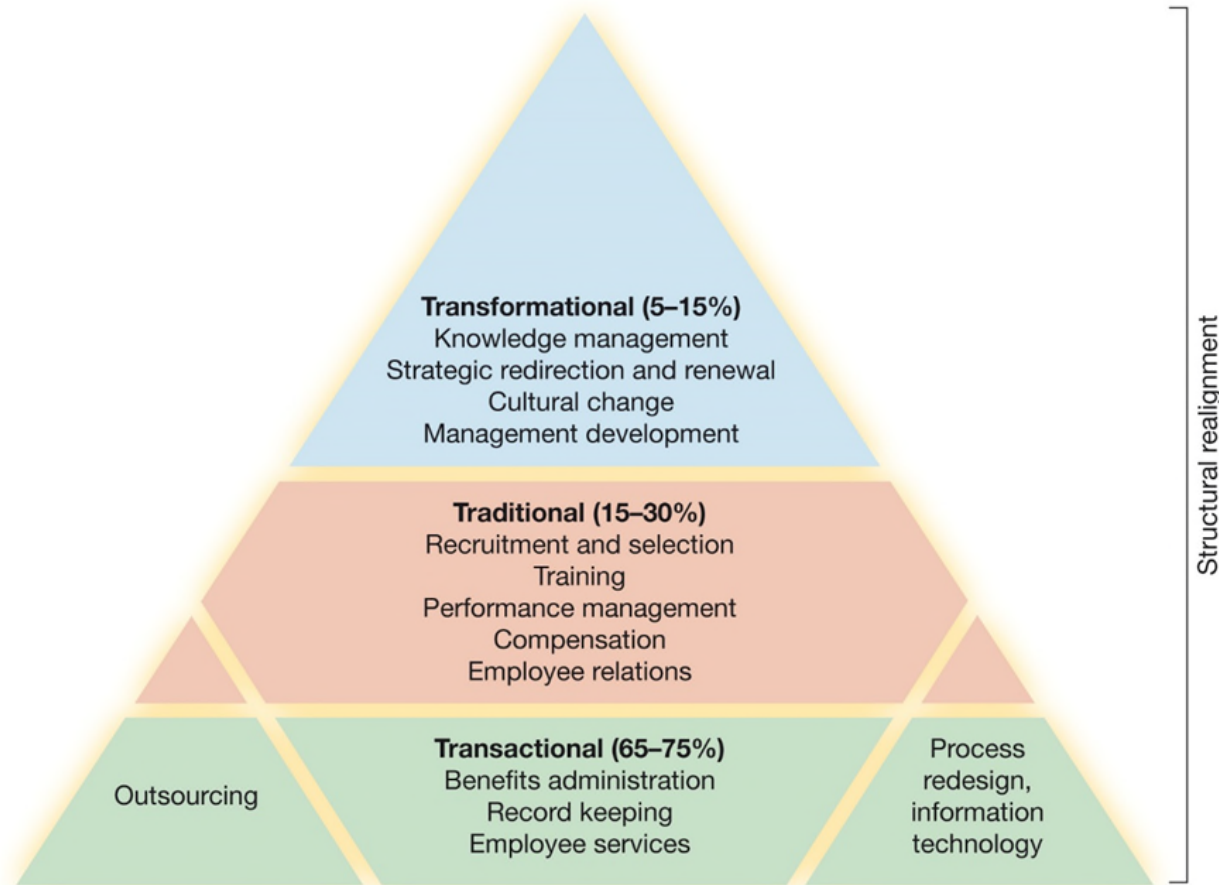 Transformational (5–15%)
Knowledge management
Strategic redirection and renewal
Cultural change
Management development
Traditional (15–30%)
Recruitment and selection
Training
Performance management
Compensation
Employee relations
Outsourcing
Transactional (65–75%)
Benefits administration
Record keeping
Employee services
Process
redesign,
information
technology
Structural realignment